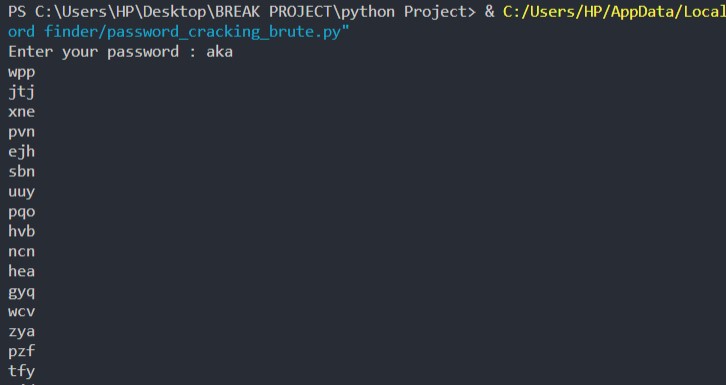 PS C:\Users\HP\Desktop\BREAK PROJECT\python Project> & C:/Users/HP/AppData/Local
ord finder/password_cracking_brute.py"
Enter your password : aka
wpp
jtj
xne
pvn
ejh
sbn
uuy
pqo
hvb
ncn
hea
gyq
wcv
zya
pzf
tfy